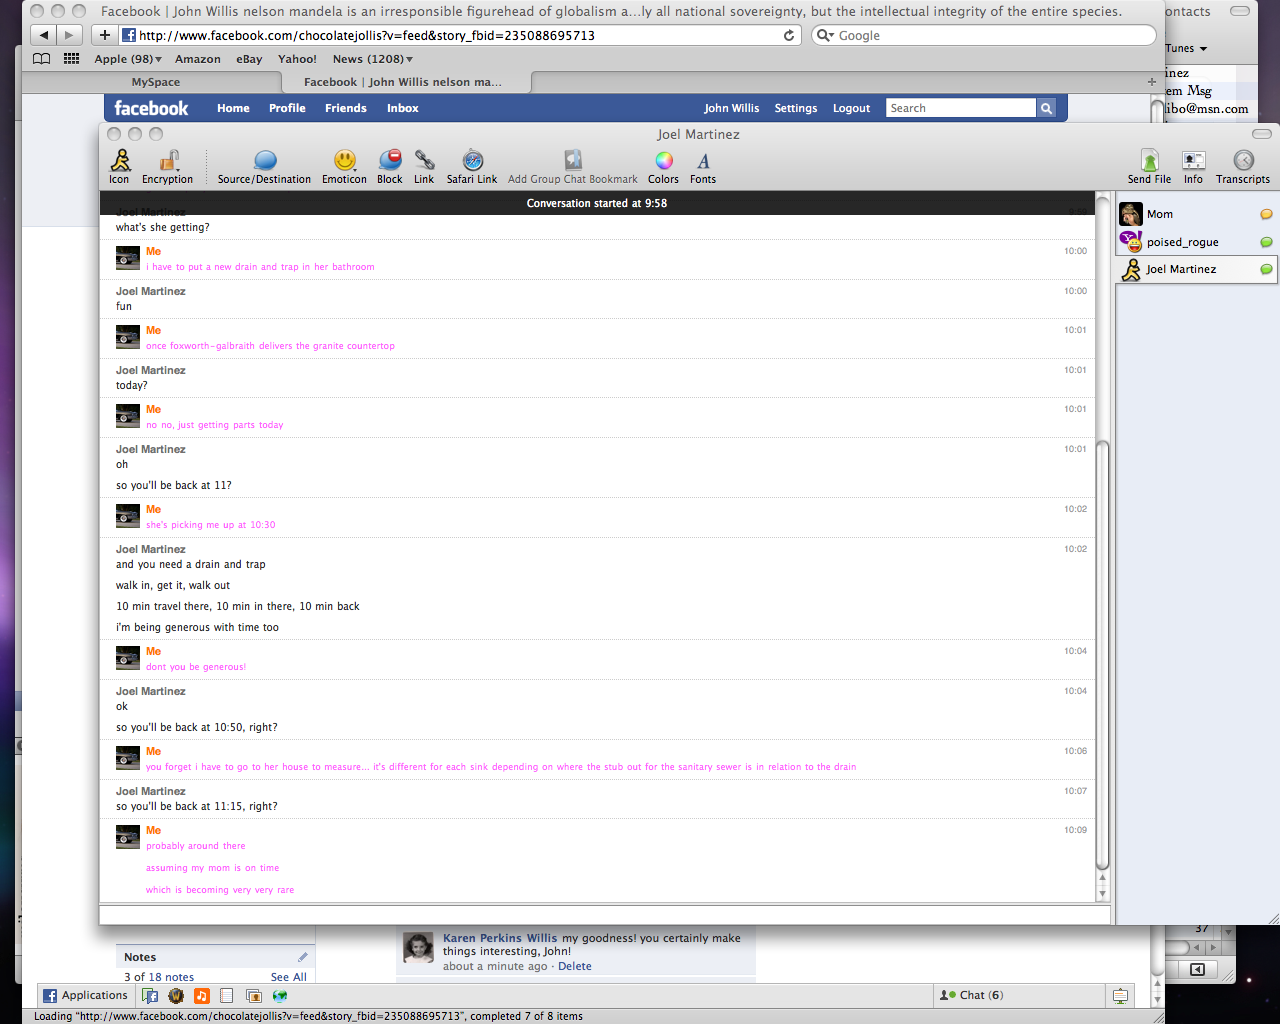 Facebook | John Willis nelson mandela is an irresponsible figurehead of globalism a...ly all national sovereignty, but the intellectual integrity of the entire species.
ontacts
http://www.facebook.com/chocolatejollis?v=feed&story_fbid=235088695713
Google
Tunes
Apple (98) Amazon eBay Yahoo! News (1208)
MySpace
Facebook | John Willis nelson ma...
inez
em Msg
ibo@msn.com
facebook Home Profile Friends Inbox John Willis Settings Logout Search
Joel Martinez
Icon Encryption Source/Destination Emoticon Block Link Safari Link Add Group Chat Bookmark Colors Fonts Send File Info Transcripts
Conversation started at 9:58
Joel Martinez
what's she getting?
Me 10:00
i have to put a new drain and trap in her bathroom
Joel Martinez 10:00
fun
Me 10:01
once foxworth-galbraith delivers the granite countertop
Joel Martinez 10:01
today?
Me 10:01
no no, just getting parts today
Joel Martinez 10:01
oh
so you'll be back at 11?
Me 10:02
she's picking me up at 10:30
Joel Martinez 10:02
and you need a drain and trap
walk in, get it, walk out
10 min travel there, 10 min in there, 10 min back
i'm being generous with time too
Me 10:04
dont you be generous!
Joel Martinez 10:04
ok
so you'll be back at 10:50, right?
Me 10:06
you forget i have to go to her house to measure... it's different for each sink depending on where the stub out for the sanitary sewer is in relation to the drain
Joel Martinez 10:07
so you'll be back at 11:15, right?
Me 10:09
probably around there
assuming my mom is on time
which is becoming very very rare
Mom
poised_rogue
Joel Martinez
37
Notes
3 of 18 notes See All
Karen Perkins Willis my goodness! you certainly make
things interesting, John!
about a minute ago · Delete
Applications
Chat (6)
Loading "http://www.facebook.com/chocolatejollis?v=feed&story_fbid=235088695713", completed 7 of 8 items